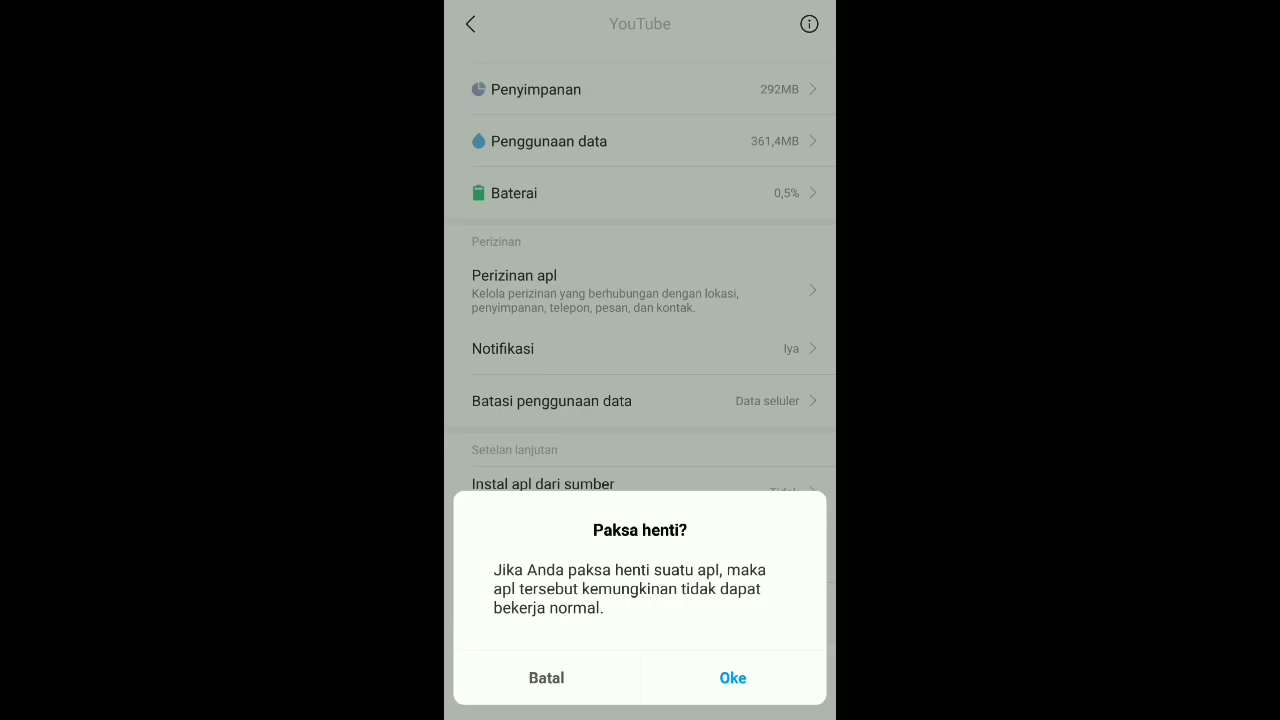 YouTube
Penyimpanan 292MB
Penggunaan data 361,4MB
Baterai 0,5%
Perizinan
Perizinan apl
Kelola perizinan yang berhubungan dengan lokasi,
penyimpanan, telepon, pesan, dan kontak.
Notifikasi Iya
Batasi penggunaan data Data seluler
Setelan lanjutan
Instal apl dari sumber
Paksa henti?
Jika Anda paksa henti suatu apl, maka
apl tersebut kemungkinan tidak dapat
bekerja normal.
Batal Oke